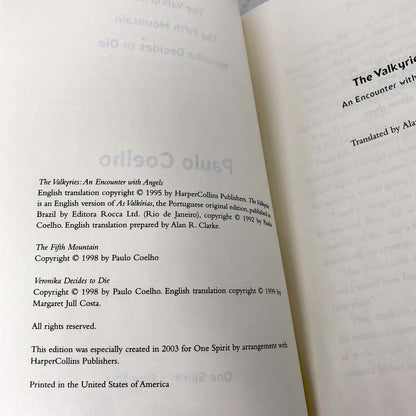 The Valkyries: An Encounter with Angels
English translation copyright © 1995 by HarperCollins Publishers. The Valkyries
is an English version of As Valkírias, the Portuguese original edition, published in
Brazil by Editora Rocca Ltd. (Rio de Janeiro), copyright © 1992 by Paulo
Coelho. English translation prepared by Alan R. Clarke.
The Fifth Mountain
Copyright © 1998 by Paulo Coelho
Veronika Decides to Die
Copyright © 1998 by Paulo Coelho. English translation copyright © 1999 by
Margaret Jull Costa.
All rights reserved.
This edition was especially created in 2003 for One Spirit by arrangement with
HarperCollins Publishers.
Printed in the United States of America
The Valkyries
An Encounter with
Translated by Alan